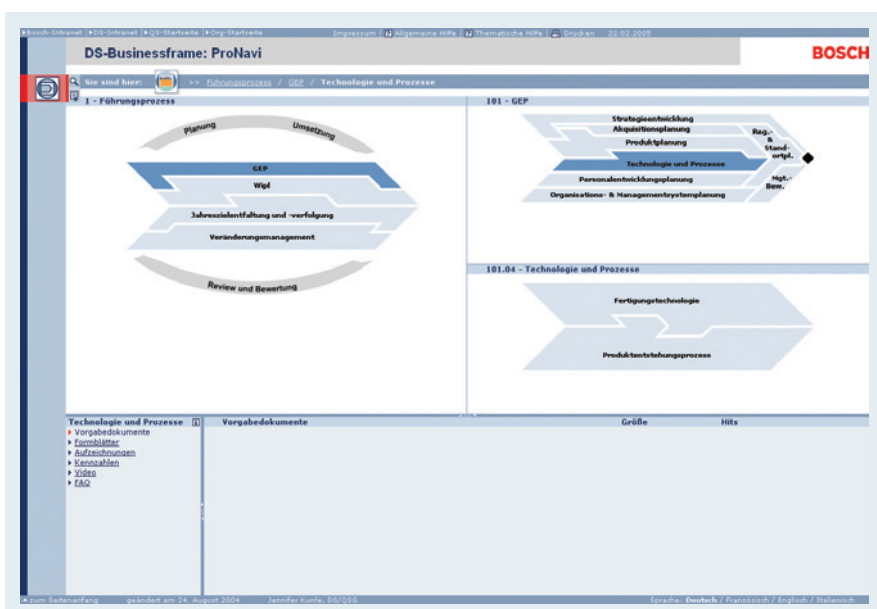 Bosch-Intranet DS-Intranet QS-Startseite Org-Startseite Impressum Allgemeine Hilfe Thematische Hilfe Drucken 22.02.2005
DS-Businessframe: ProNavi
BOSCH
Sie sind hier: >> Führungsprozess / GEP / Technologie und Prozesse
1 - Führungsprozess
Planung
Umsetzung
GEP
Wipl
Jahreszielentfaltung und -verfolgung
Veränderungsmanagement
Review und Bewertung
101 - GEP
Strategieentwicklung
Akquisitionsplanung
Produktplanung
Technologie und Prozesse
Personalentwicklungsplanung
Organisations- & Managementsystemplanung
Reg.-
&
Stand-
ortpl.
Mgt.-
Bew.
101.04 - Technologie und Prozesse
Fertigungstechnologie
Produktentstehungsprozess
Technologie und Prozesse
Vorgabedokumente
Formblätter
Aufzeichnungen
Kennzahlen
Video
FAQ
Vorgabedokumente Größe Hits
zum Seitenanfang geändert am 24. August 2004 Jennifer DS/QSG Sprache: Deutsch / Französisch / Englisch / Italienisch